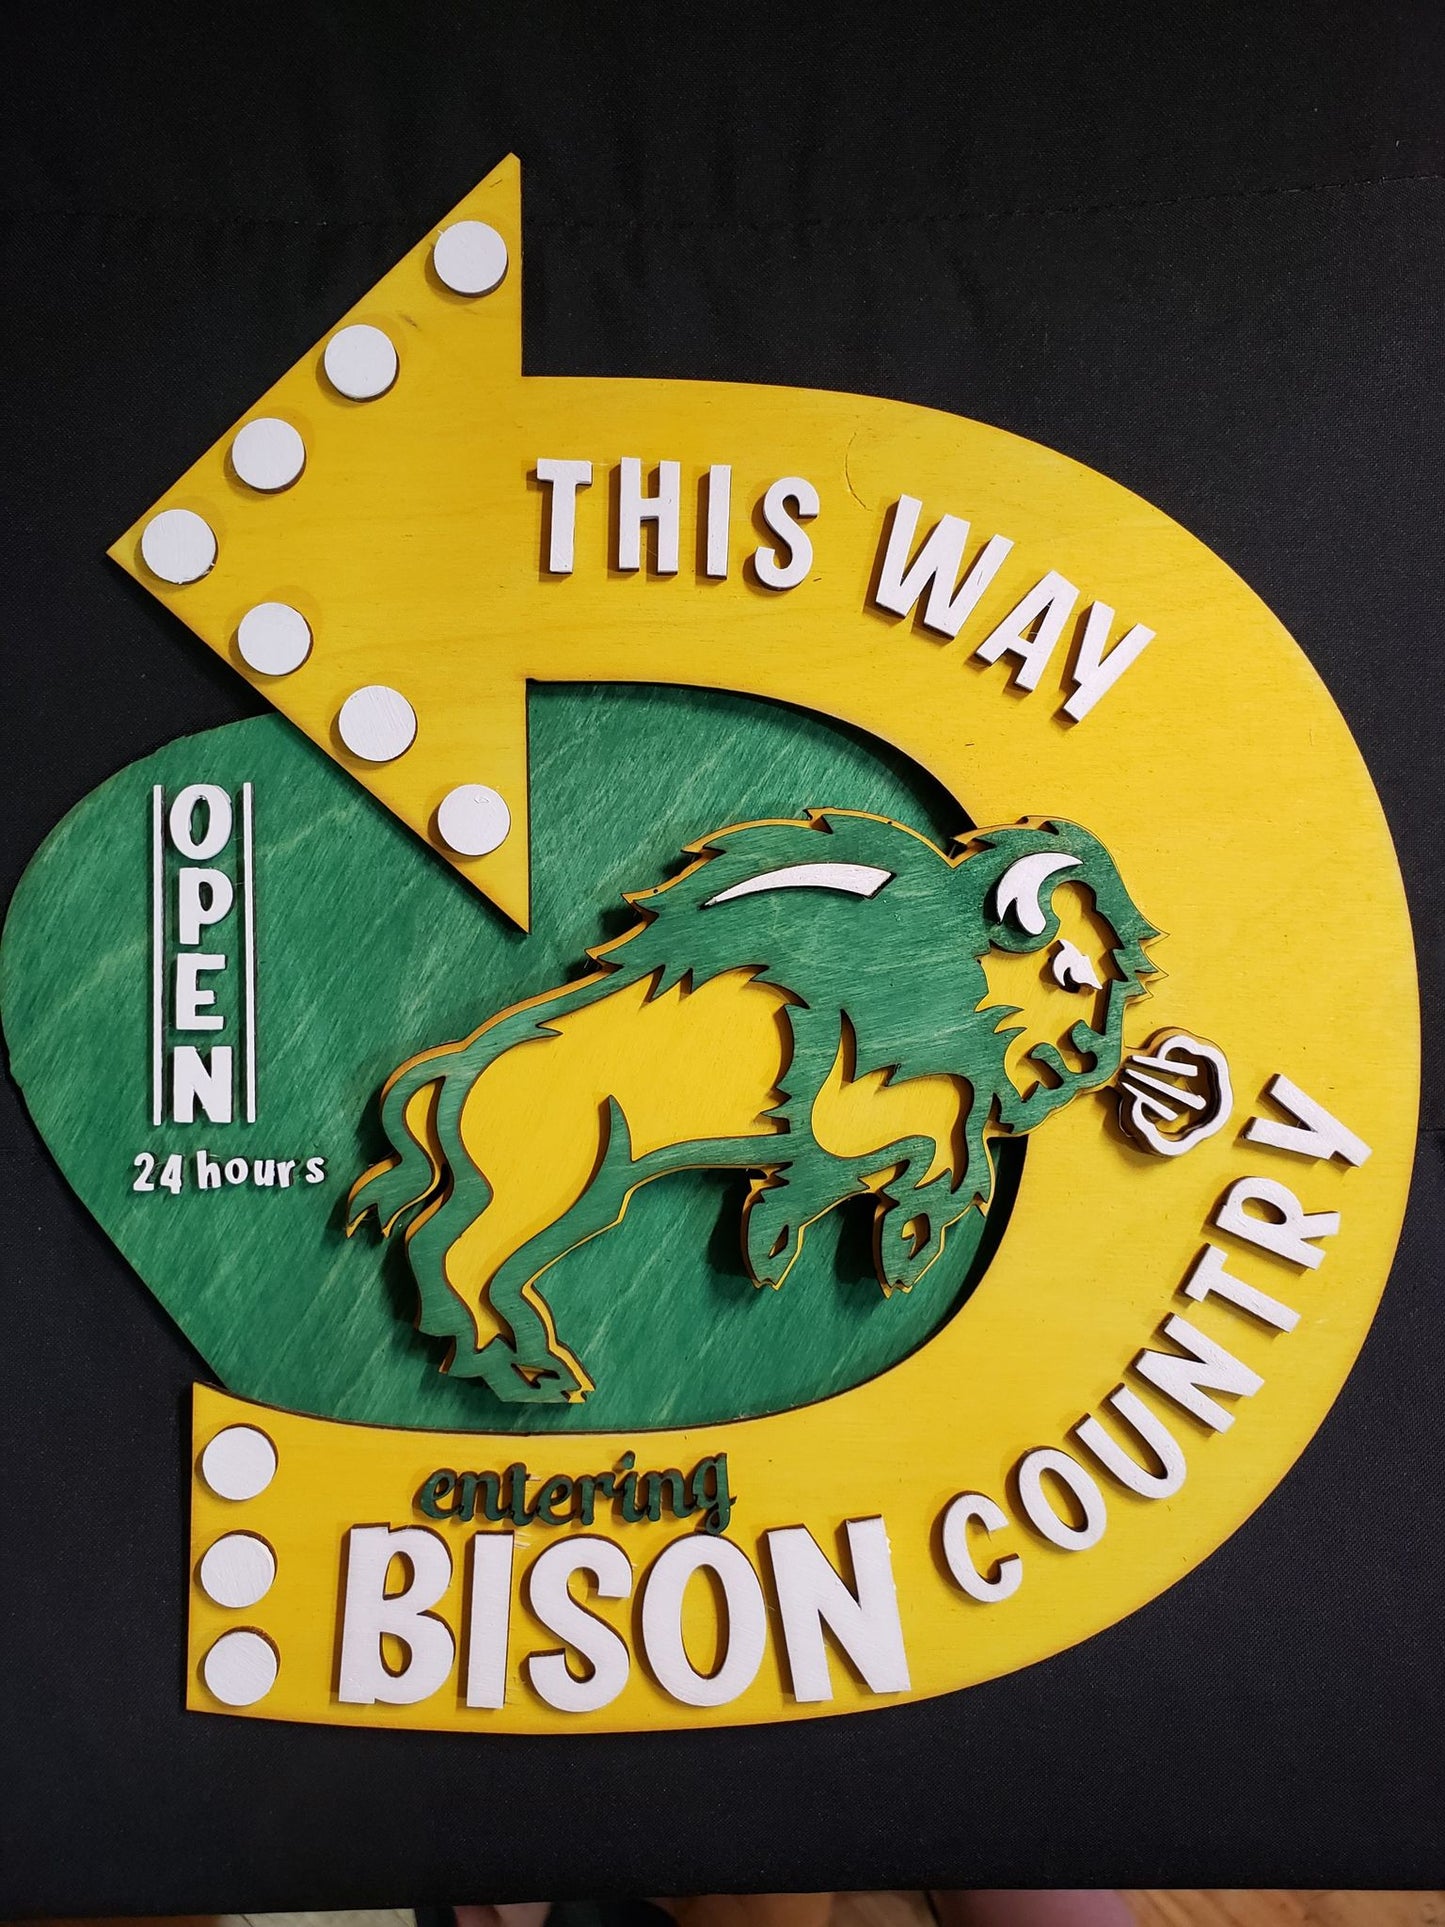 THIS WAY
OPEN
24 hours
entering
BISON COUNTRY